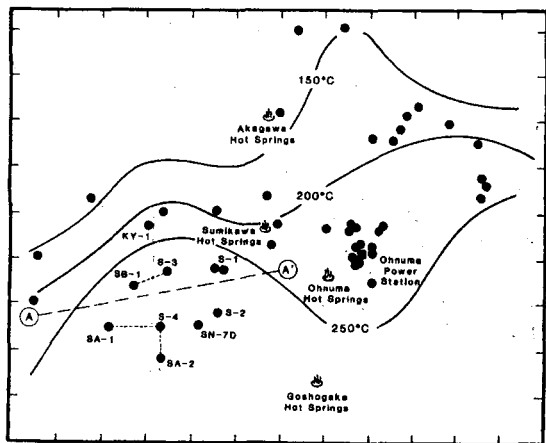 150°C
Akagawa
Hot Springs
200°C
KY-1
Sumikawa
Hot Springs
S-3
S-1
SB-1
A'
Ohnuma
Power
Station
Ohnuma
Hot Springs
A
S-4
S-2
250°C
SA-1
SN-7D
SA-2
Goshogake
Hot Springs